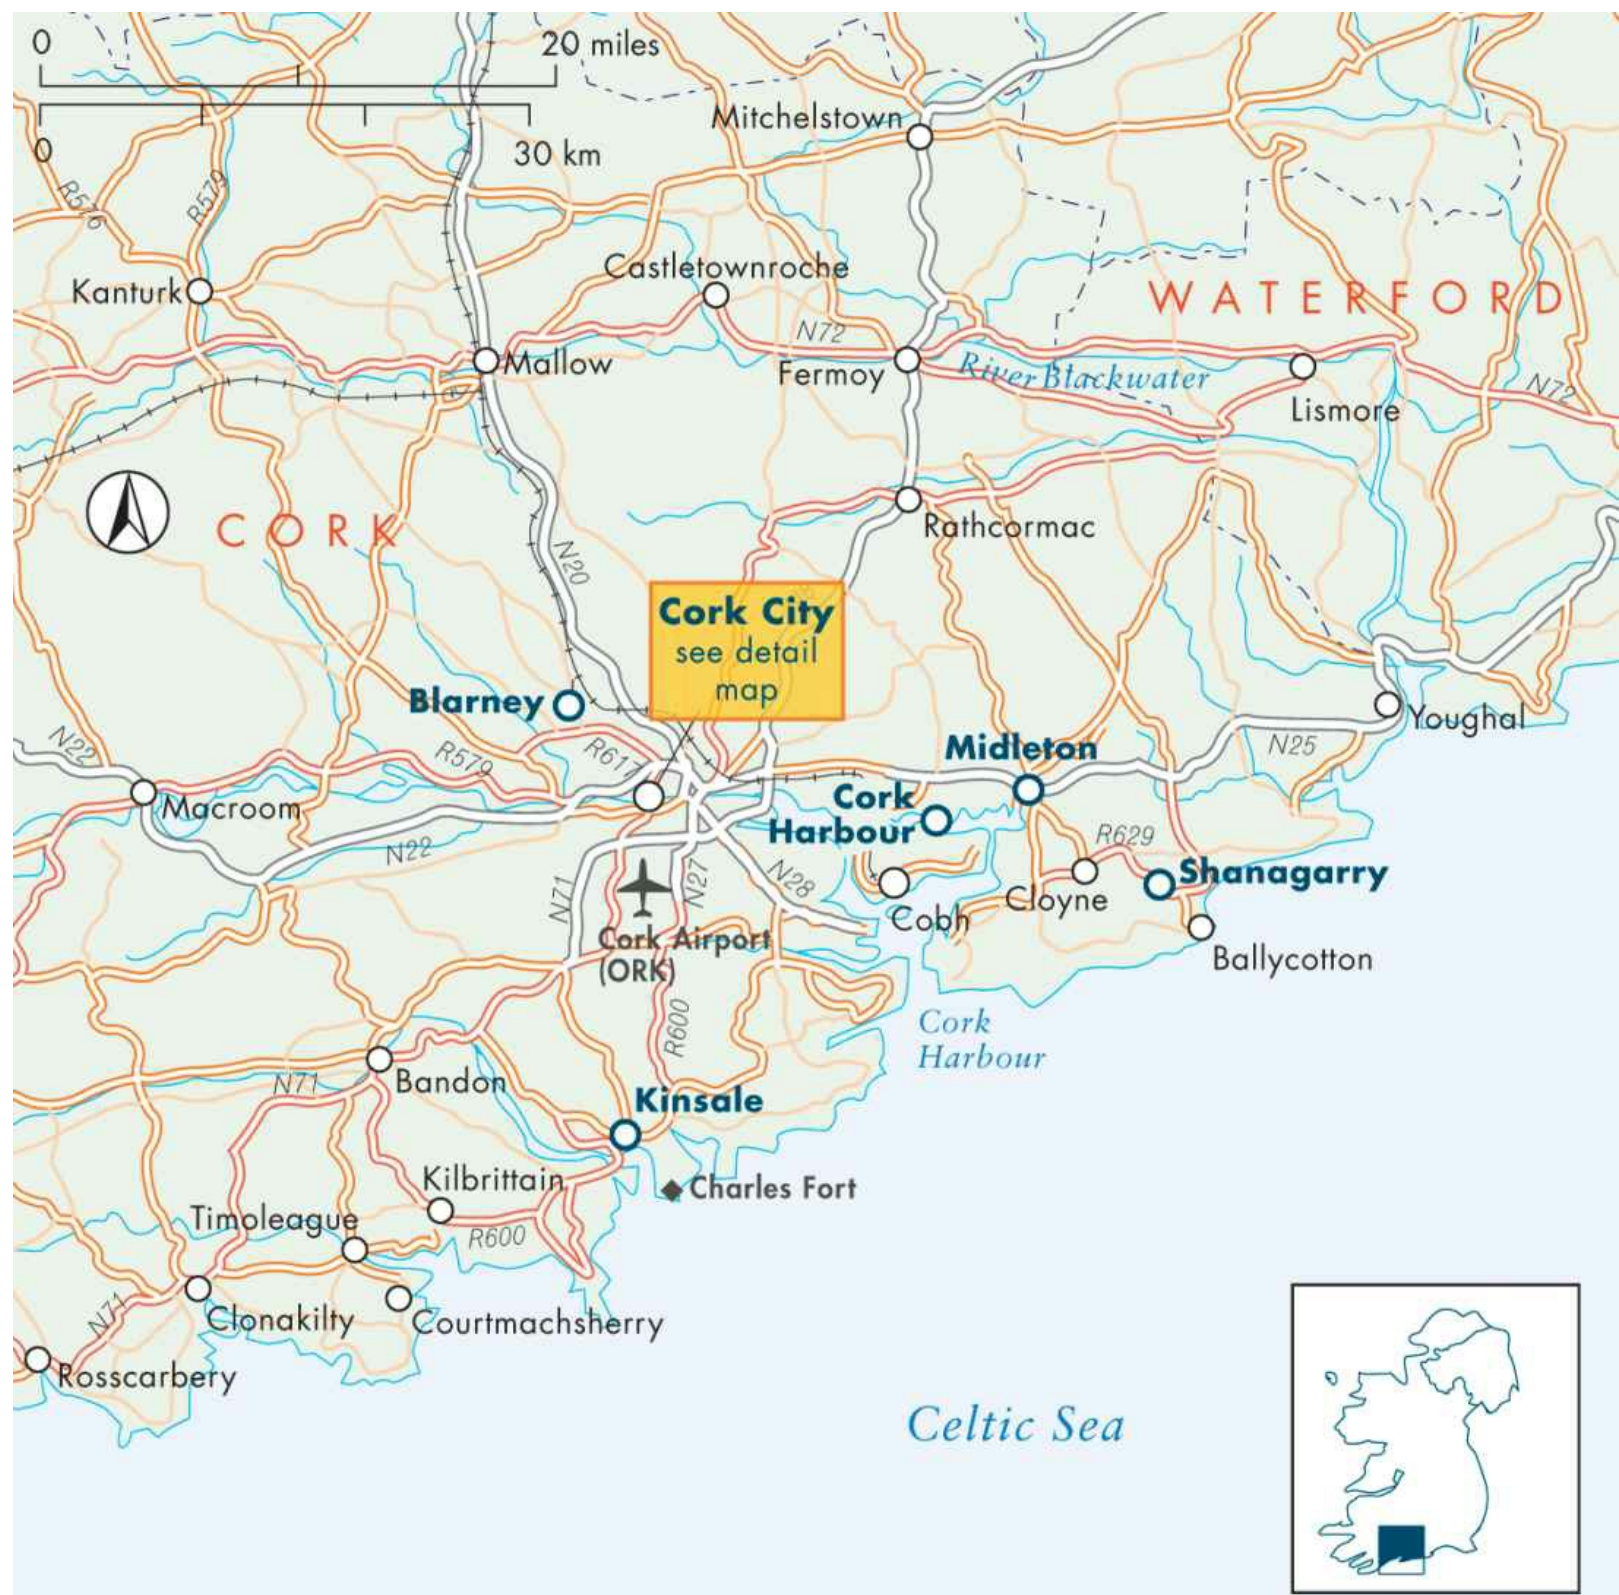 0
20 miles
0
30 km
Mitchelstown
R576
R579
Castletownroche
Kanturk
WATERFORD
N72
Mallow
Fermoy
River Blackwater
Lismore
N72
CORK
Rathcormac
N20
Cork City
see detail
map
Blarney
Youghal
N22
R579
R617
Midleton
N25
Macroom
Cork
Harbour
N22
R629
N71
N27
N28
Cloyne
Shanagarry
Cobh
Cork Airport
(ORK)
Ballycotton
R600
Cork
Harbour
N71
Bandon
Kinsale
Kilbrittain
Charles Fort
Timoleague
R600
N71
Clonakilty
Courtmachsherry
Rosscarbery
Celtic Sea